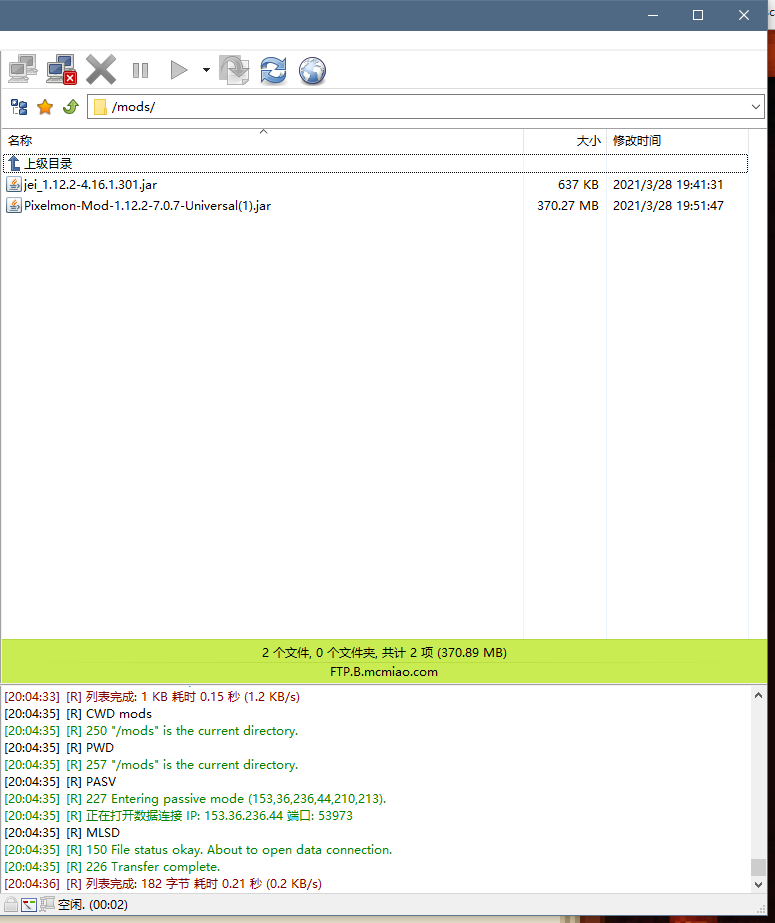 /mods/
名称 大小 修改时间
上级目录
jei_1.12.2-4.16.1.301.jar 637 KB 2021/3/28 19:41:31
Pixelmon-Mod-1.12.2-7.0.7-Universal(1).jar 370.27 MB 2021/3/28 19:51:47
2 个文件, 0 个文件夹, 共计 2 项 (370.89 MB)
FTP.B.mcmiao.com
[20:04:33] [R] 列表完成: 1 KB 耗时 0.15 秒 (1.2 KB/s)
[20:04:35] [R] CWD mods
[20:04:35] [R] 250 "/mods" is the current directory.
[20:04:35] [R] PWD
[20:04:35] [R] 257 "/mods" is the current directory.
[20:04:35] [R] PASV
[20:04:35] [R] 227 Entering passive mode (153,36,236,44,210,213).
[20:04:35] [R] 正在打开数据连接 IP: 153.36.236.44 端口: 53973
[20:04:35] [R] MLSD
[20:04:35] [R] 150 File status okay. About to open data connection.
[20:04:35] [R] 226 Transfer complete.
[20:04:36] [R] 列表完成: 182 字节 耗时 0.21 秒 (0.2 KB/s)
空闲. (00:02)